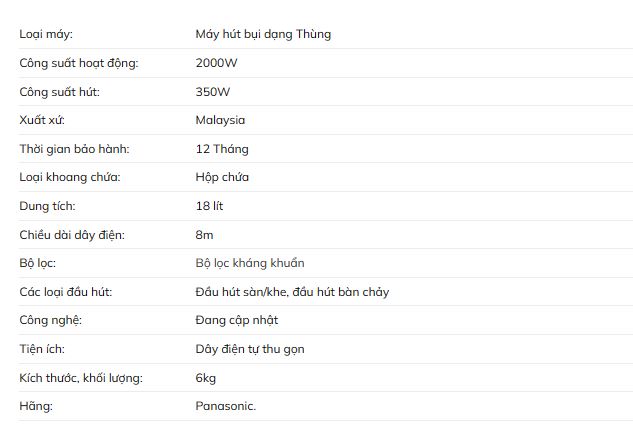 Loại máy: Máy hút bụi dạng Thùng
Công suất hoạt động: 2000W
Công suất hút: 350W
Xuất xứ: Malaysia
Thời gian bảo hành: 12 Tháng
Loại khoang chứa: Hộp chứa
Dung tích: 18 lít
Chiều dài dây điện: 8m
Bộ lọc: Bộ lọc kháng khuẩn
Các loại đầu hút: Đầu hút sàn/khe, đầu hút bàn chảy
Công nghệ: Đang cập nhật
Tiện ích: Dây điện tự thu gọn
Kích thước, khối lượng: 6kg
Hãng: Panasonic.